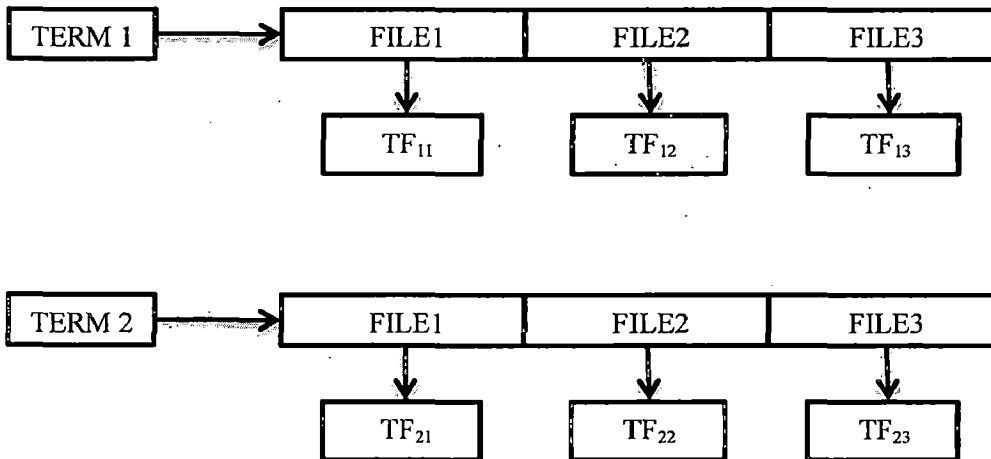 TERM 1 FILE1 FILE2 FILE3
TF₁₁ TF₁₂ TF₁₃
TERM 2 FILE1 FILE2 FILE3
TF₂₁ TF₂₂ TF₂₃